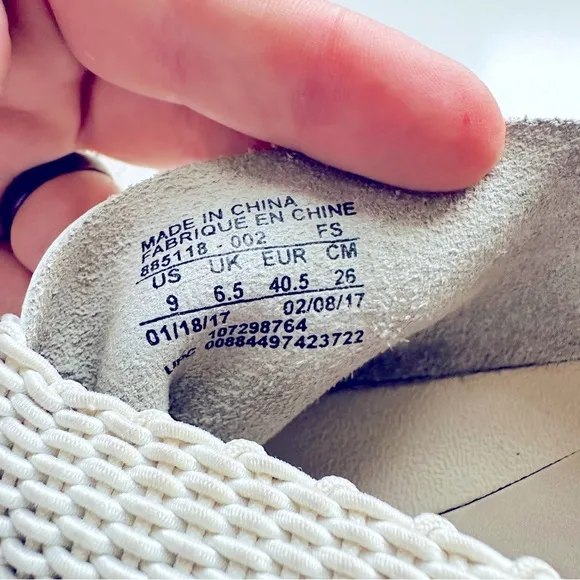 MADE IN CHINA
FABRIQUE EN CHINE
885118 - 002 FS
US UK EUR CM
9 6.5 40.5 26
01/18/17 02/08/17
107298764
UPC 00884497423722